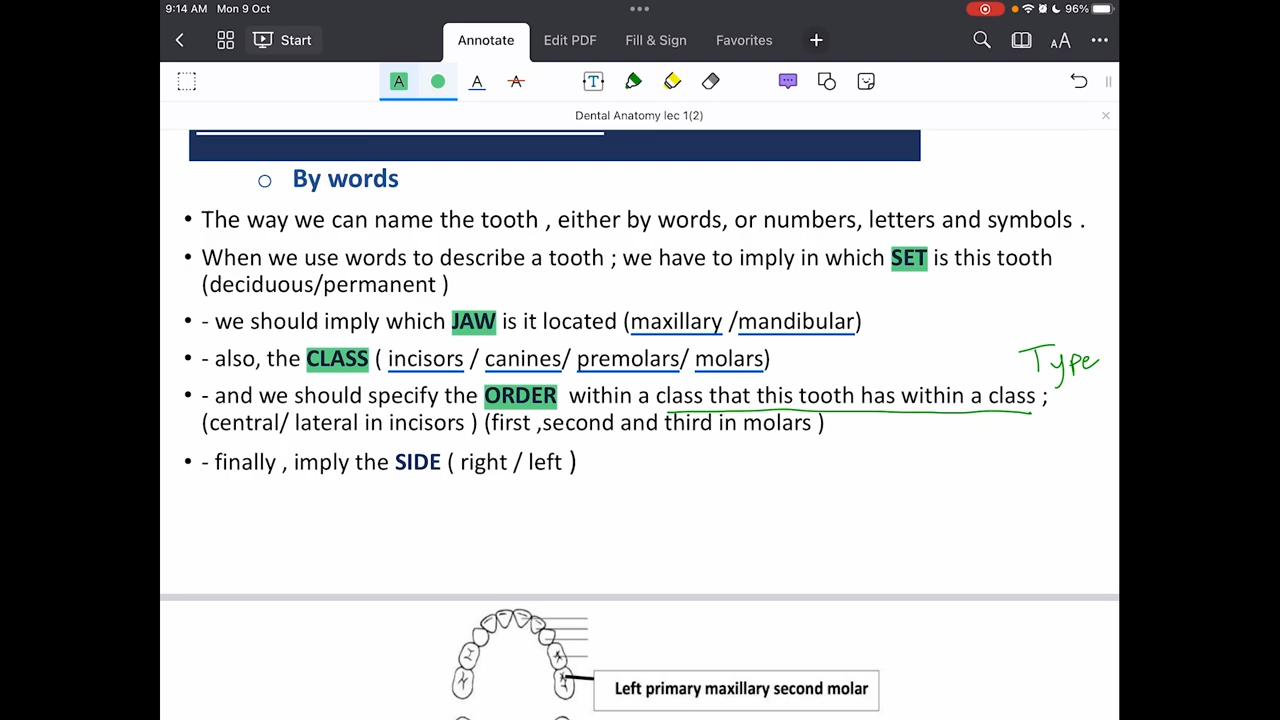 9:14 AM Mon 9 Oct
96%
Start
Annotate
Edit PDF
Fill & Sign
Favorites
Dental Anatomy lec 1(2)
○ By words
• The way we can name the tooth , either by words, or numbers, letters and symbols .
• When we use words to describe a tooth ; we have to imply in which SET is this tooth
(deciduous/permanent )
• - we should imply which JAW is it located (maxillary /mandibular)
• - also, the CLASS ( incisors / canines/ premolars/ molars)
Type
• - and we should specify the ORDER within a class that this tooth has within a class ;
(central/ lateral in incisors ) (first ,second and third in molars )
• - finally , imply the SIDE ( right / left )
Left primary maxillary second molar